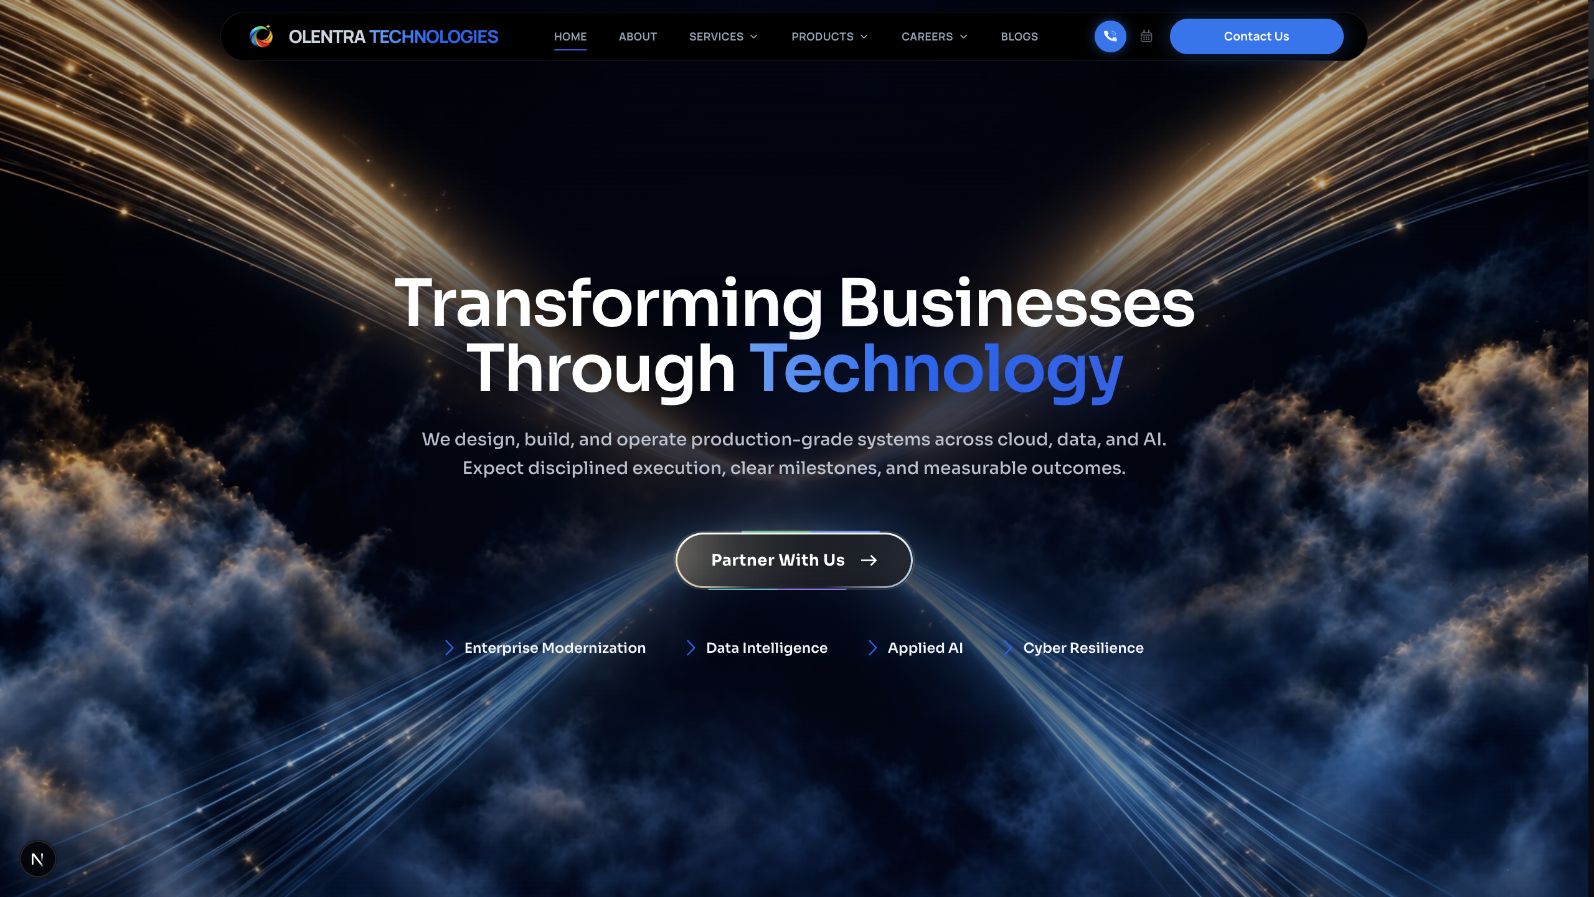 OLENTRA TECHNOLOGIES
HOME
ABOUT
SERVICES
PRODUCTS
CAREERS
BLOGS
Contact Us
Transforming Businesses
Through Technology
We design, build, and operate production-grade systems across cloud, data, and AI.
Expect disciplined execution, clear milestones, and measurable outcomes.
Partner With Us
Enterprise Modernization
Data Intelligence
Applied AI
Cyber Resilience
N